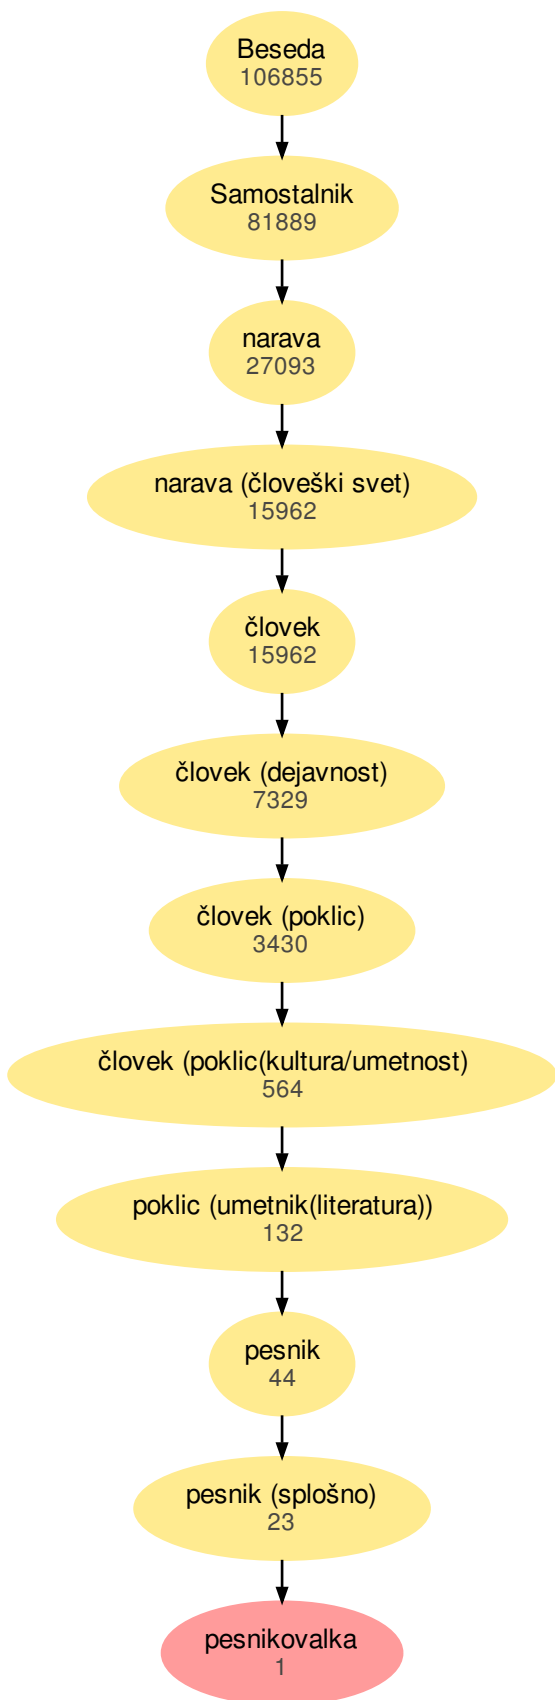 Beseda
106855
Samostalnik
81889
narava
27093
narava (človeški svet)
15962
človek
15962
človek (dejavnost)
7329
človek (poklic)
3430
človek (poklic(kultura/umetnost)
564
poklic (umetnik(literatura))
132
pesnik
44
pesnik (splošno)
23
pesnikovalka
1